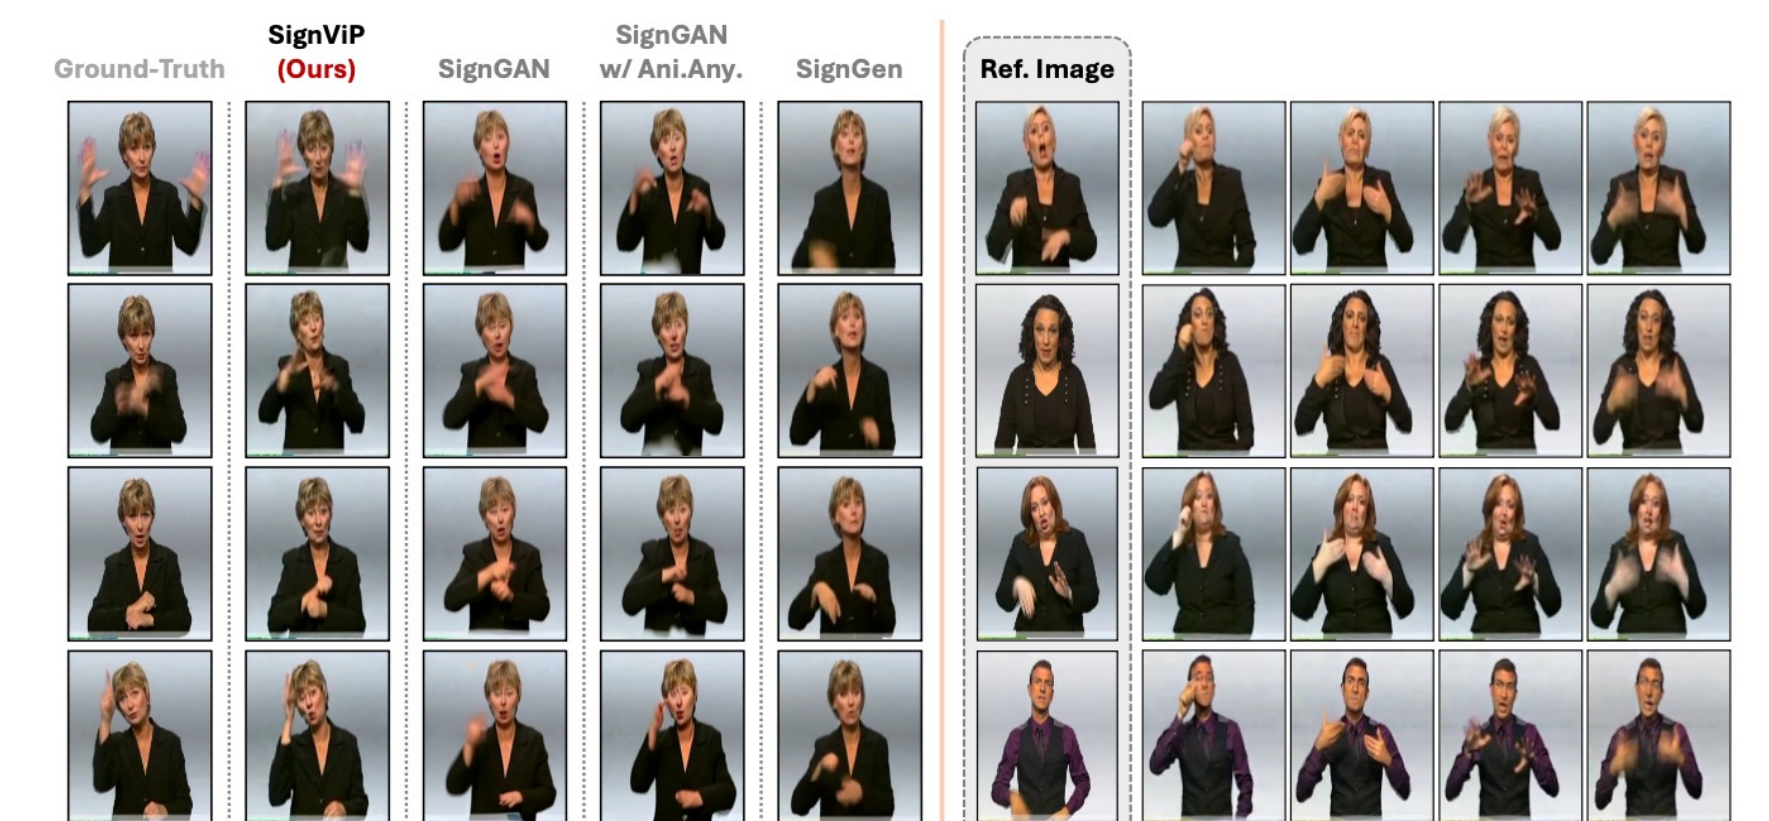 Ground-Truth
SignViP
(Ours)
SignGAN
SignGAN
w/ Ani.Any.
SignGen
Ref. Image